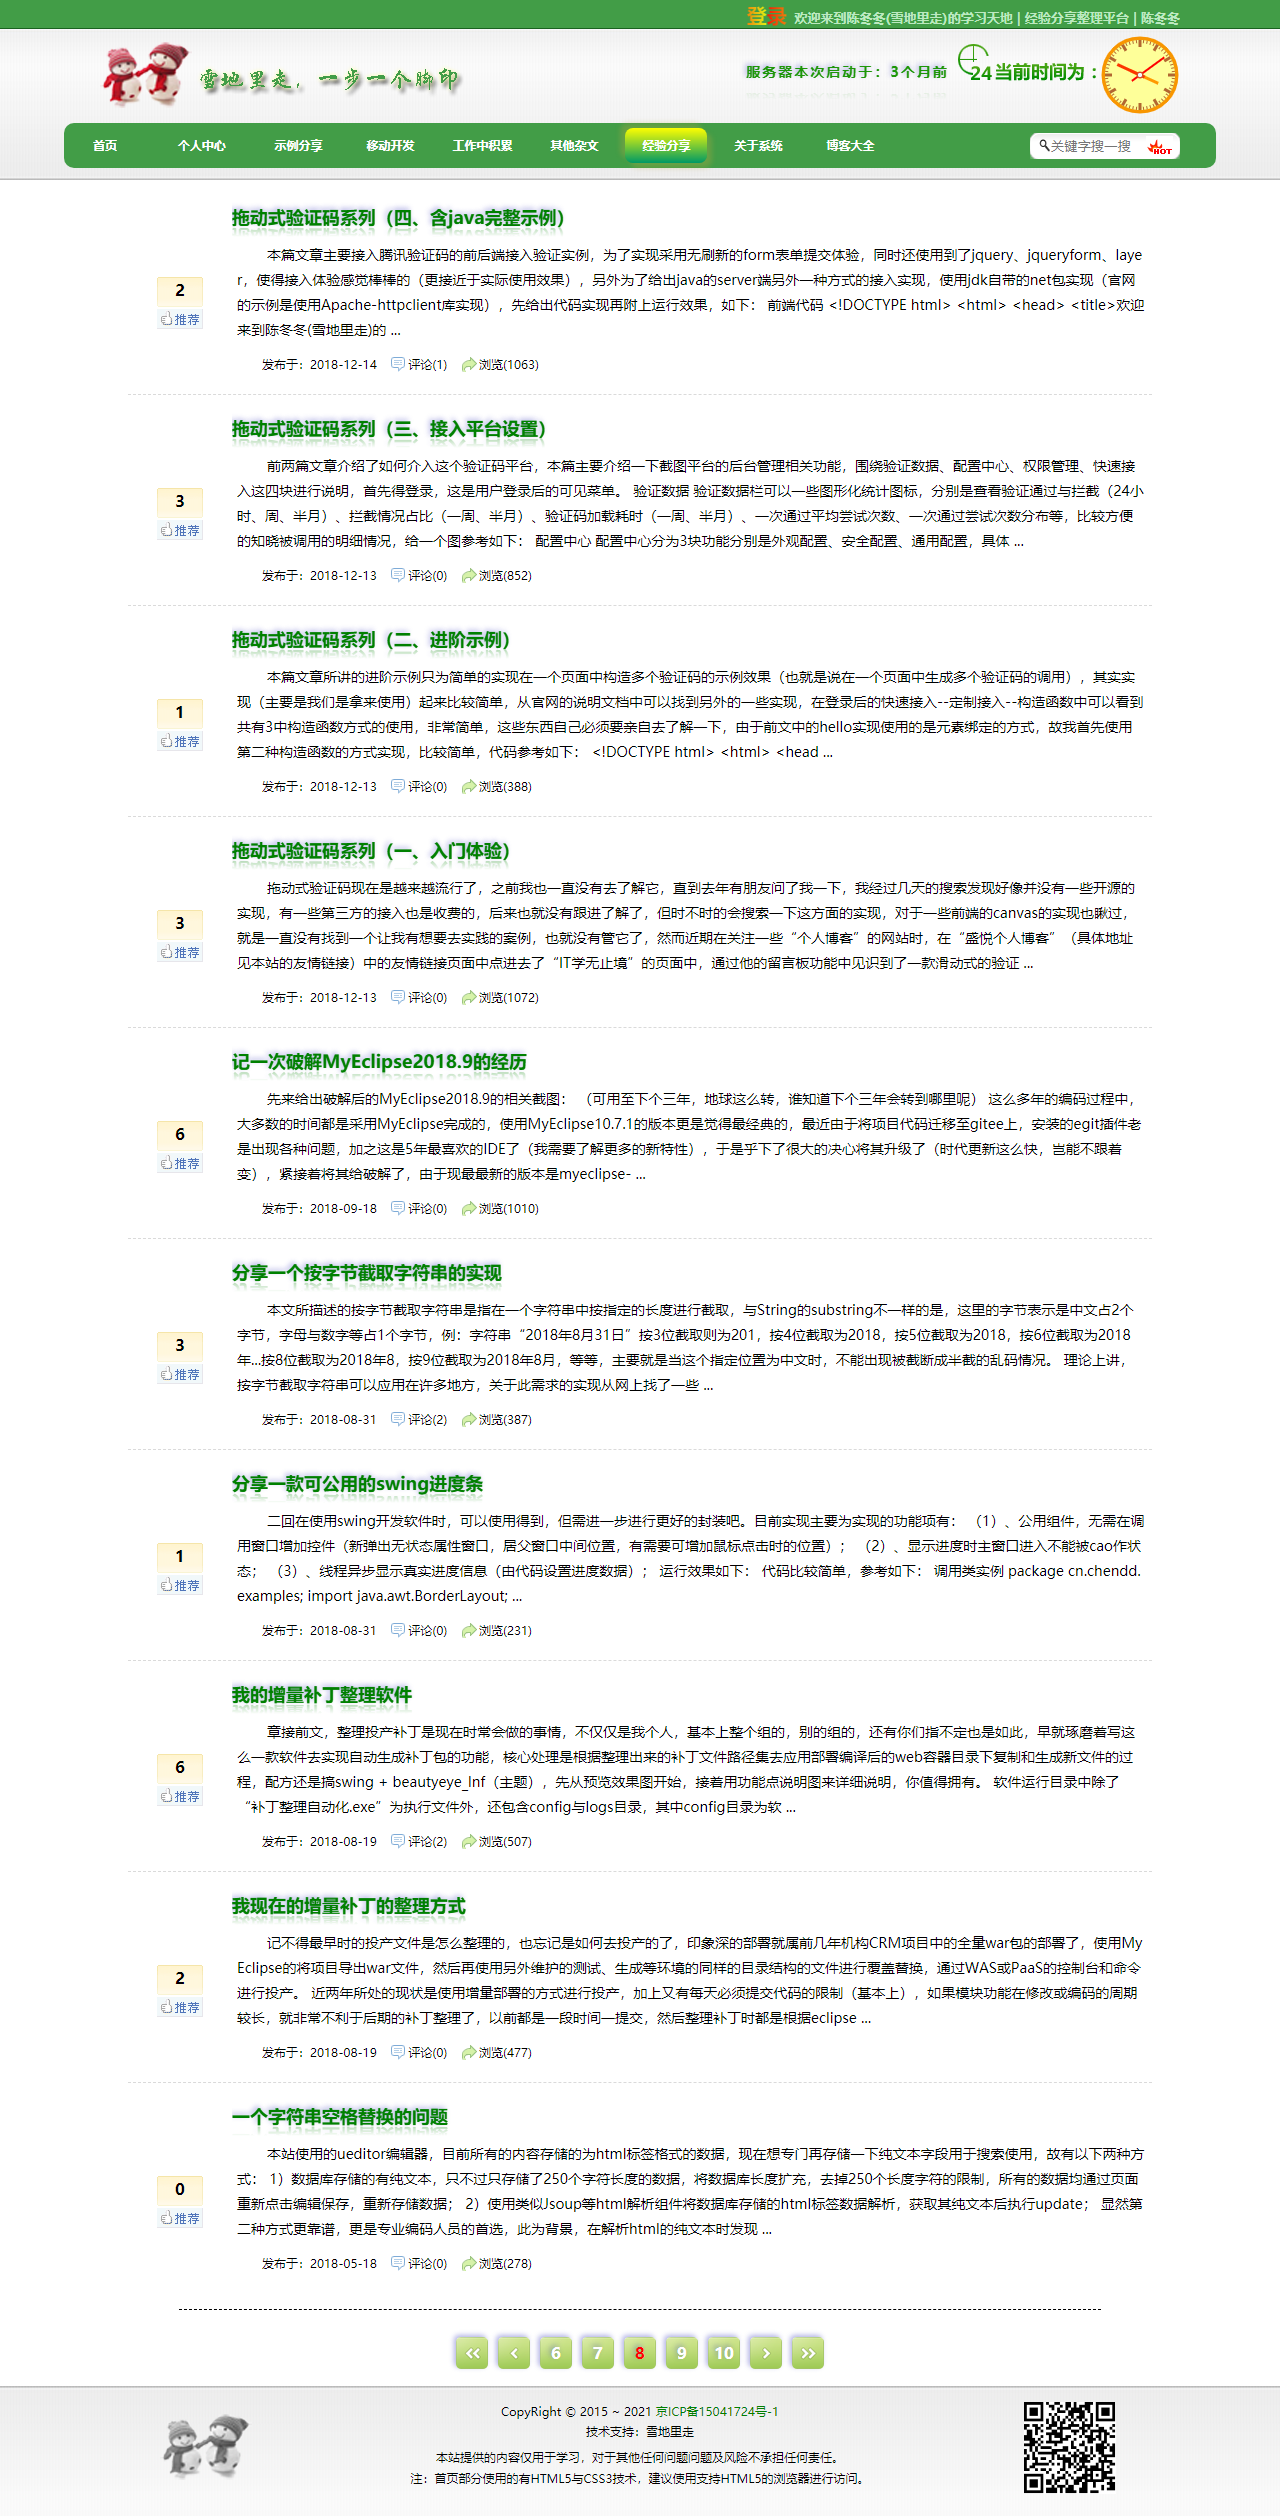 登录 欢迎来到陈冬冬(雪地里走)的学习天地 | 经验分享整理平台 | 陈冬冬
雪地里走，一步一个脚印
服务器本次启动于：3个月前 24 当前时间为：
首页 个人中心 示例分享 移动开发 工作中积累 其他杂文 经验分享 关于系统 博客大全 关键字搜一搜 HOT
拖动式验证码系列（四、含java完整示例）
本篇文章主要接入腾讯验证码的前后端接入验证实例，为了实现采用无刷新的form表单提交体验，同时还使用到了jquery、jqueryform、laye
r，使得接入体验感觉棒棒的（更接近于实际使用效果），另外为了给出java的server端另外一种方式的接入实现，使用jdk自带的net包实现（官网
2
的示例是使用Apache-httpclient库实现），先给出代码实现再附上运行效果，如下： 前端代码 <!DOCTYPE html> <html> <head> <title>欢迎
推荐
来到陈冬冬(雪地里走)的 ...
发布于：2018-12-14 评论(1) 浏览(1063)
拖动式验证码系列（三、接入平台设置）
前两篇文章介绍了如何介入这个验证码平台，本篇主要介绍一下截图平台的后台管理相关功能，围绕验证数据、配置中心、权限管理、快速接
入这四块进行说明，首先得登录，这是用户登录后的可见菜单。 验证数据 验证数据栏可以一些图形化统计图标，分别是查看验证通过与拦截（24小
3
时、周、半月）、拦截情况占比（一周、半月）、验证码加载耗时（一周、半月）、一次通过平均尝试次数、一次通过尝试次数分布等，比较方便
推荐
的知晓被调用的明细情况，给一个图参考如下： 配置中心 配置中心分为3块功能分别是外观配置、安全配置、通用配置，具体 ...
发布于：2018-12-13 评论(0) 浏览(852)
拖动式验证码系列（二、进阶示例）
本篇文章所讲的进阶示例只为简单的实现在一个页面中构造多个验证码的示例效果（也就是说在一个页面中生成多个验证码的调用），其实实
现（主要是我们是拿来使用）起来比较简单，从官网的说明文档中可以找到另外的一些实现，在登录后的快速接入--定制接入--构造函数中可以看到
1
共有3中构造函数方式的使用，非常简单，这些东西自己必须要亲自去了解一下，由于前文中的hello实现使用的是元素绑定的方式，故我首先使用
推荐
第二种构造函数的方式实现，比较简单，代码参考如下： <!DOCTYPE html> <html> <head ...
发布于：2018-12-13 评论(0) 浏览(388)
拖动式验证码系列（一、入门体验）
拖动式验证码现在是越来越流行了，之前我也一直没有去了解它，直到去年有朋友问了我一下，我经过几天的搜索发现好像并没有一些开源的
实现，有一些第三方的接入也是收费的，后来也就没有跟进了解了，但时不时的会搜索一下这方面的实现，对于一些前端的canvas的实现也瞅过，
3
就是一直没有找到一个让我有想要去实践的案例，也就没有管它了，然而近期在关注一些“个人博客”的网站时，在“盛悦个人博客”（具体地址
推荐
见本站的友情链接）中的友情链接页面中点进去了“IT学无止境”的页面中，通过他的留言板功能中见识到了一款滑动式的验证 ...
发布于：2018-12-13 评论(0) 浏览(1072)
记一次破解MyEclipse2018.9的经历
先来给出破解后的MyEclipse2018.9的相关截图： （可用至下个三年，地球这么转，谁知道下个三年会转到哪里呢） 这么多年的编码过程中，
大多数的时间都是采用MyEclipse完成的，使用MyEclipse10.7.1的版本更是觉得最经典的，最近由于将项目代码迁移至gitee上，安装的egit插件老
6
是出现各种问题，加之这是5年最喜欢的IDE了（我需要了解更多的新特性），于是乎下了很大的决心将其升级了（时代更新这么快，岂能不跟着
推荐
变），紧接着将其给破解了，由于现最最新的版本是myeclipse- ...
发布于：2018-09-18 评论(0) 浏览(1010)
分享一个按字节截取字符串的实现
本文所描述的按字节截取字符串是指在一个字符串中按指定的长度进行截取，与String的substring不一样的是，这里的字节表示是中文占2个
字节，字母与数字等占1个字节，例：字符串“2018年8月31日”按3位截取则为201，按4位截取为2018，按5位截取为2018，按6位截取为2018
3
年...按8位截取为2018年8，按9位截取为2018年8月，等等，主要就是当这个指定位置为中文时，不能出现被截断成半截的乱码情况。 理论上讲，
推荐
按字节截取字符串可以应用在许多地方，关于此需求的实现从网上找了一些 ...
发布于：2018-08-31 评论(2) 浏览(387)
分享一款可公用的swing进度条
二回在使用swing开发软件时，可以使用得到，但需进一步进行更好的封装吧。目前实现主要为实现的功能项有： （1）、公用组件，无需在调
用窗口增加控件（新弹出无状态属性窗口，居父窗口中间位置，有需要可增加鼠标点击时的位置）； （2）、显示进度时主窗口进入不能被cao作状
1
态； （3）、线程异步显示真实进度信息（由代码设置进度数据）； 运行效果如下： 代码比较简单，参考如下： 调用类实例 package cn.chendd.
推荐
examples; import java.awt.BorderLayout; ...
发布于：2018-08-31 评论(0) 浏览(231)
我的增量补丁整理软件
章接前文，整理投产补丁是现在时常会做的事情，不仅仅是我个人，基本上整个组的，别的组的，还有你们指不定也是如此，早就琢磨着写这
么一款软件去实现自动生成补丁包的功能，核心处理是根据整理出来的补丁文件路径集去应用部署编译后的web容器目录下复制和生成新文件的过
6
程，配方还是搞swing + beautyeye_lnf（主题），先从预览效果图开始，接着用功能点说明图来详细说明，你值得拥有。 软件运行目录中除了
推荐
“补丁整理自动化.exe”为执行文件外，还包含config与logs目录，其中config目录为软 ...
发布于：2018-08-19 评论(2) 浏览(507)
我现在的增量补丁的整理方式
记不得最早时的投产文件是怎么整理的，也忘记是如何去投产的了，印象深的部署就属前几年机构CRM项目中的全量war包的部署了，使用My
Eclipse的将项目导出war文件，然后再使用另外维护的测试、生成等环境的同样的目录结构的文件进行覆盖替换，通过WAS或PaaS的控制台和命令
2
进行投产。 近两年所处的现状是使用增量部署的方式进行投产，加上又有每天必须提交代码的限制（基本上），如果模块功能在修改或编码的周期
推荐
较长，就非常不利于后期的补丁整理了，以前都是一段时间一提交，然后整理补丁时都是根据eclipse ...
发布于：2018-08-19 评论(0) 浏览(477)
一个字符串空格替换的问题
本站使用的ueditor编辑器，目前所有的内容存储的为html标签格式的数据，现在想专门再存储一下纯文本字段用于搜索使用，故有以下两种方
式： 1）数据库存储的有纯文本，只不过只存储了250个字符长度的数据，将数据库长度扩充，去掉250个长度字符的限制，所有的数据均通过页面
0
重新点击编辑保存，重新存储数据； 2）使用类似Jsoup等html解析组件将数据库存储的html标签数据解析，获取其纯文本后执行update； 显然第
推荐
二种方式更靠谱，更是专业编码人员的首选，此为背景，在解析html的纯文本时发现 ...
发布于：2018-05-18 评论(0) 浏览(278)
<< < 6 7 8 9 10 > >>
CopyRight © 2015 ~ 2021 京ICP备15041724号-1
技术支持：雪地里走
本站提供的内容仅用于学习，对于其他任何问题问题及风险不承担任何责任。
注：首页部分使用的有HTML5与CSS3技术，建议使用支持HTML5的浏览器进行访问。